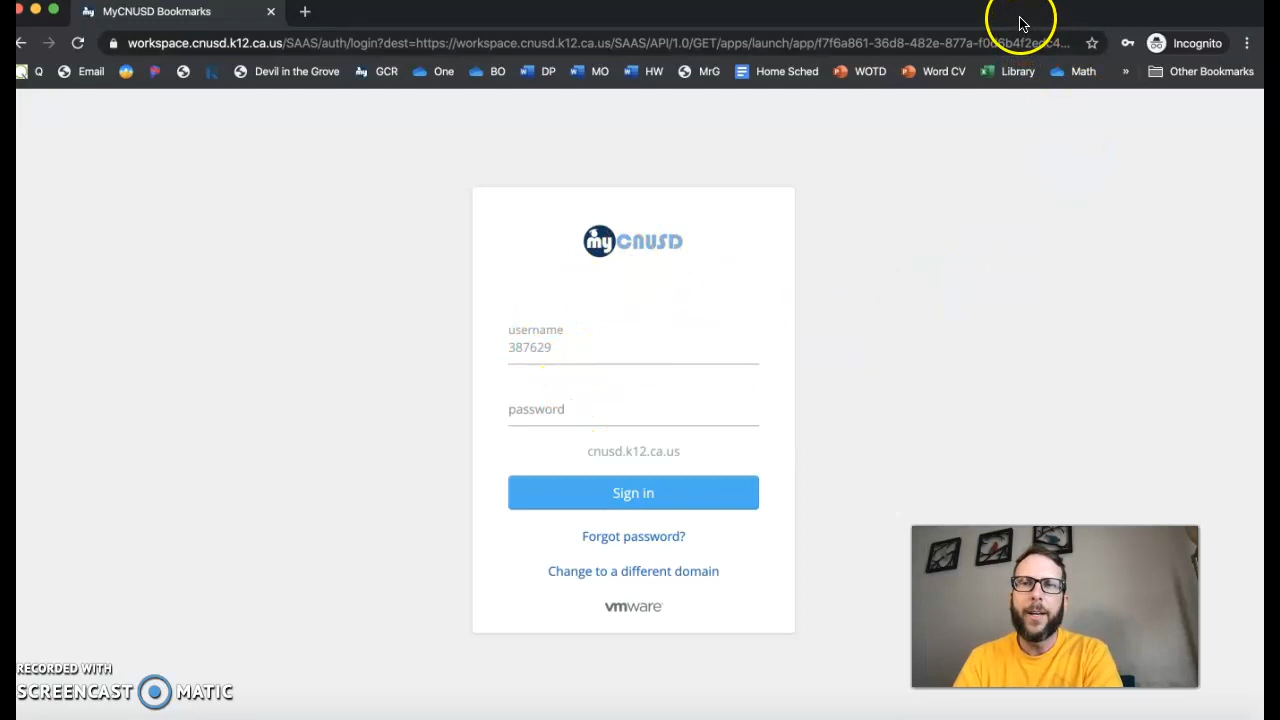 MyCNUSD Bookmarks
workspace.cnusd.k12.ca.us/SAAS/auth/login?dest=https://workspace.cnusd.k12.ca.us/SAAS/API/1.0/GET/apps/launch/app/f7f6a861-36d8-482e-877a-f0d6b4f2edc4...
Incognito
Q Email Devil in the Grove GCR One BO DP MO HW MrG Home Sched WOTD Word CV Library Math » Other Bookmarks
myCNUSD
username
387629
password
cnusd.k12.ca.us
Sign in
Forgot password?
Change to a different domain
vmware
RECORDED WITH
SCREENCAST MATIC